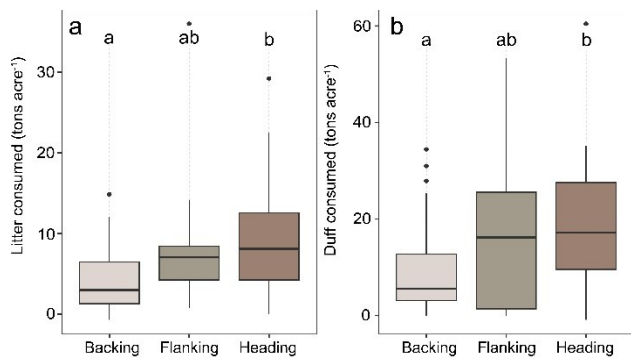 a
a ab b
Litter consumed (tons acre⁻¹)
30
20
10
0
Backing Flanking Heading
b
a ab b
Duff consumed (tons acre⁻¹)
60
40
20
0
Backing Flanking Heading